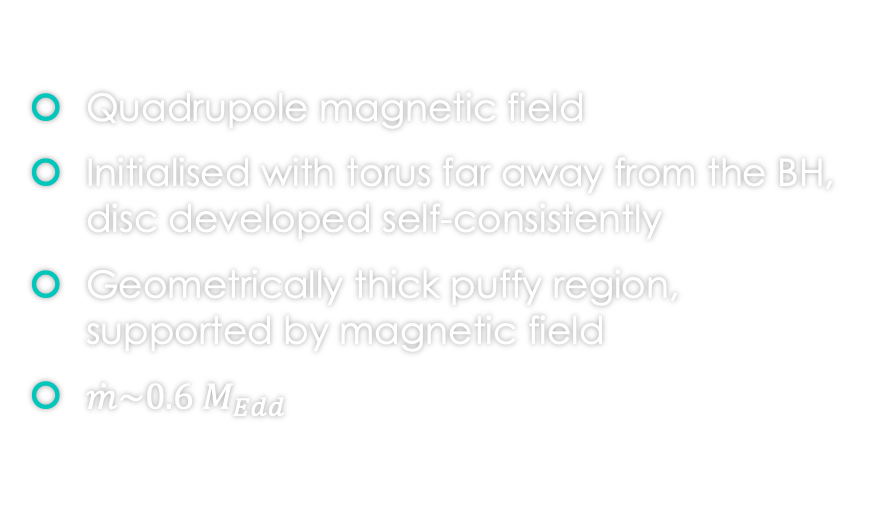 Quadrupole magnetic field
Initialised with torus far away from the BH,
disc developed self-consistently
Geometrically thick puffy region,
supported by magnetic field
ṁ~0.6 M_Edd